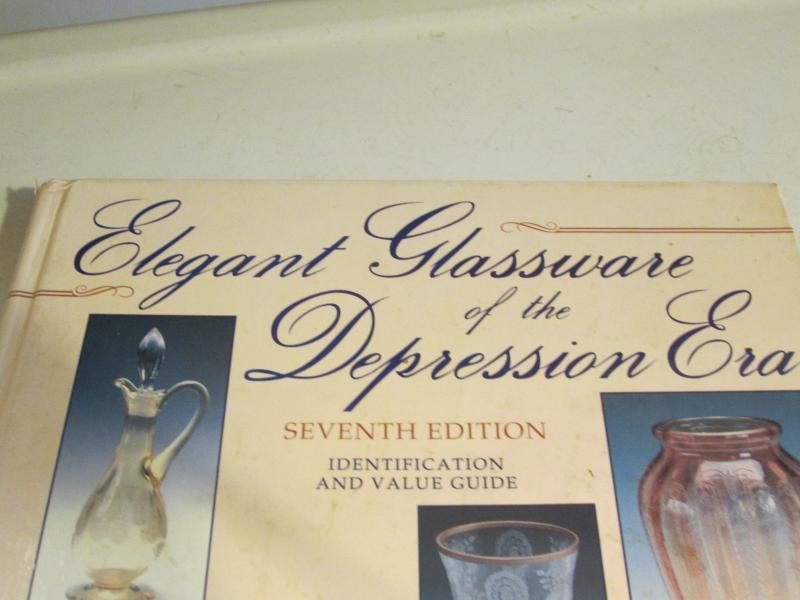 Elegant Glassware
of the
Depression Era
SEVENTH EDITION
IDENTIFICATION
AND VALUE GUIDE